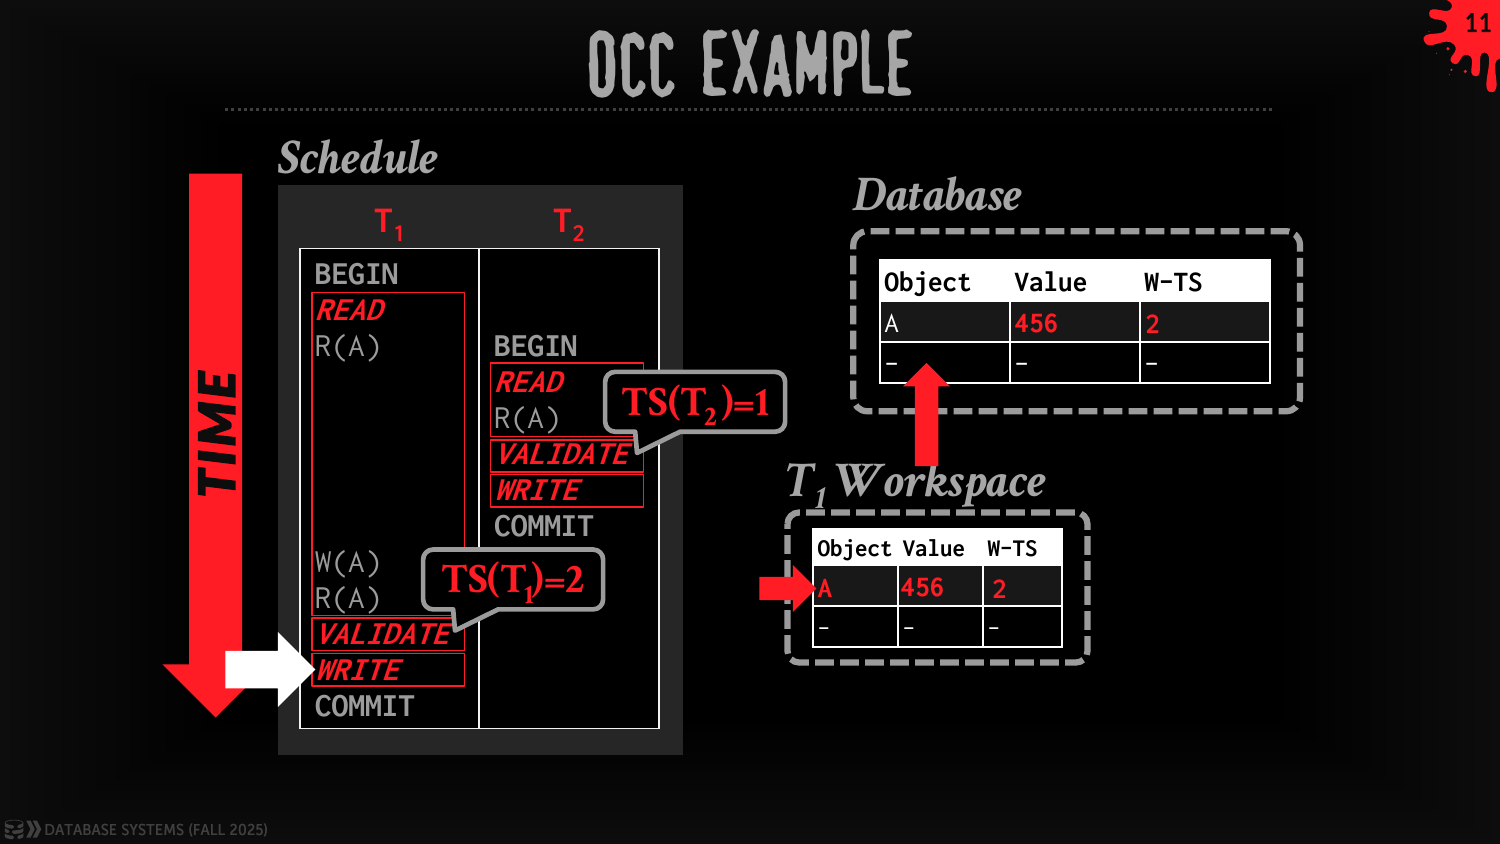 11
OCC EXAMPLE
Schedule
T1 T2
BEGIN
READ
R(A)
W(A)
R(A)
VALIDATE
WRITE
COMMIT
BEGIN
READ
R(A)
VALIDATE
WRITE
COMMIT
TS(T2)=1
TS(T1)=2
TIME
Database
Object Value W-TS
A 456 2
- - -
T1 Workspace
Object Value W-TS
A 456 2
- - -
DATABASE SYSTEMS (FALL 2025)